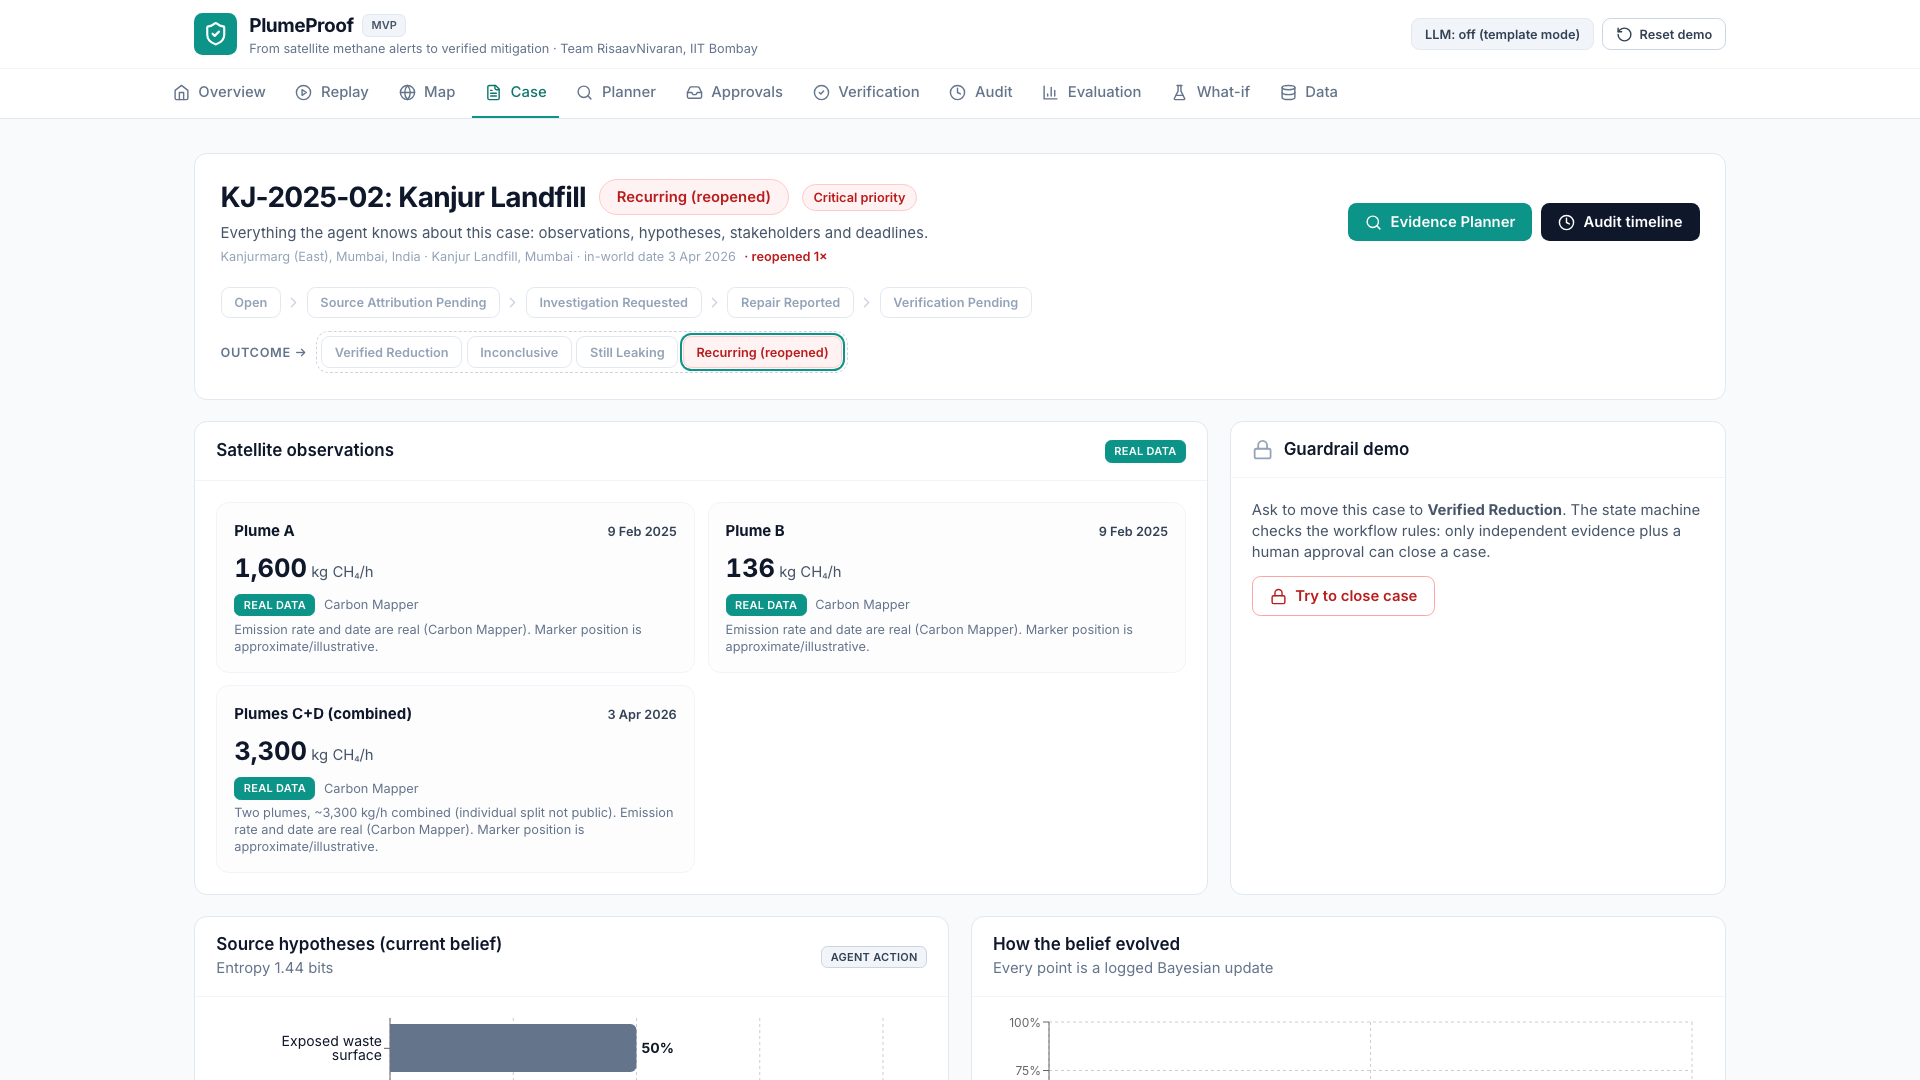 PlumeProof MVP
From satellite methane alerts to verified mitigation · Team RisaavNivaran, IIT Bombay
LLM: off (template mode)
Reset demo
Overview
Replay
Map
Case
Planner
Approvals
Verification
Audit
Evaluation
What-if
Data
KJ-2025-02: Kanjur Landfill
Recurring (reopened)
Critical priority
Everything the agent knows about this case: observations, hypotheses, stakeholders and deadlines.
Kanjurmarg (East), Mumbai, India · Kanjur Landfill, Mumbai · in-world date 3 Apr 2026 · reopened 1×
Evidence Planner
Audit timeline
Open
Source Attribution Pending
Investigation Requested
Repair Reported
Verification Pending
OUTCOME →
Verified Reduction
Inconclusive
Still Leaking
Recurring (reopened)
Satellite observations
REAL DATA
Plume A
9 Feb 2025
1,600 kg CH₄/h
REAL DATA Carbon Mapper
Emission rate and date are real (Carbon Mapper). Marker position is
approximate/illustrative.
Plume B
9 Feb 2025
136 kg CH₄/h
REAL DATA Carbon Mapper
Emission rate and date are real (Carbon Mapper). Marker position is
approximate/illustrative.
Plumes C+D (combined)
3 Apr 2026
3,300 kg CH₄/h
REAL DATA Carbon Mapper
Two plumes, ~3,300 kg/h combined (individual split not public). Emission
rate and date are real (Carbon Mapper). Marker position is
approximate/illustrative.
Guardrail demo
Ask to move this case to Verified Reduction. The state machine
checks the workflow rules: only independent evidence plus a
human approval can close a case.
Try to close case
Source hypotheses (current belief)
Entropy 1.44 bits
AGENT ACTION
Exposed waste
surface
50%
How the belief evolved
Every point is a logged Bayesian update
100%
75%